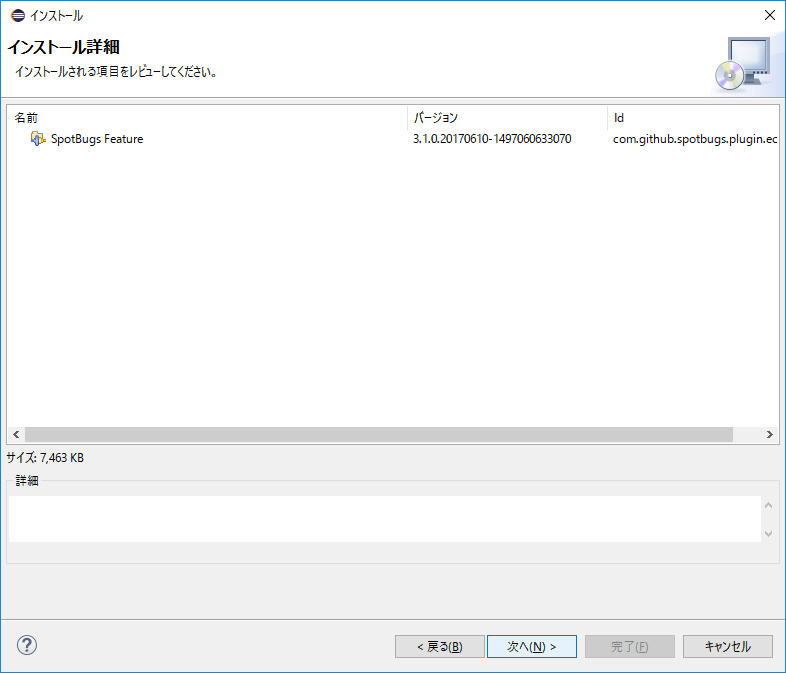 インストール
インストール詳細
インストールされる項目をレビューしてください。
名前 バージョン Id
SpotBugs Feature 3.1.0.20170610-1497060633070 com.github.spotbugs.plugin.ec
サイズ: 7,463 KB
詳細
< 戻る(B) 次へ(N) > 完了(F) キャンセル